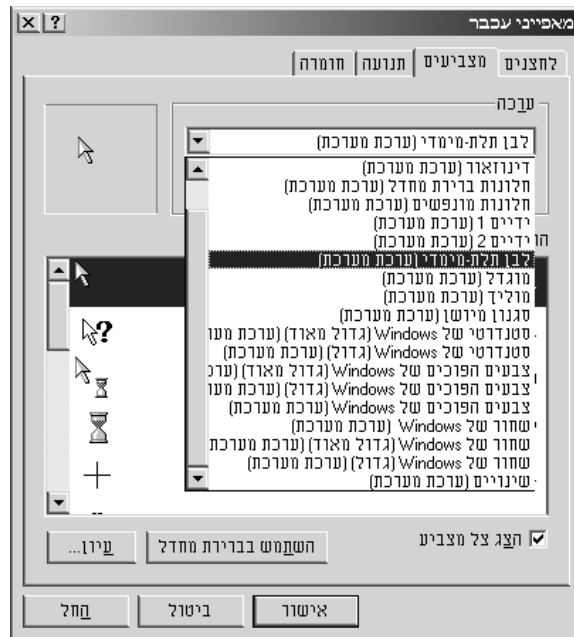 מאפייני עכבר
לחצנים מצביעים תנועה חומרה
ערכה
לבן תלת-מימדי (ערכת מערכת)
דינוזאור (ערכת מערכת)
חלונות ברירת מחדל (ערכת מערכת)
חלונות מונפשים (ערכת מערכת)
ידיים 1 (ערכת מערכת)
ידיים 2 (ערכת מערכת)
לבן תלת-מימדי (ערכת מערכת)
מוגדל (ערכת מערכת)
מוליך (ערכת מערכת)
סגנון מיושן (ערכת מערכת)
סטנדרטי של Windows (גדול מאוד) (ערכת מער
סטנדרטי של Windows (גדול) (ערכת מערכת)
צבעים הפוכים של Windows (גדול מאוד) (ערכ
צבעים הפוכים של Windows (גדול) (ערכת מער
צבעים הפוכים של Windows (ערכת מערכת)
שחור של Windows (ערכת מערכת)
שחור של Windows (גדול מאוד) (ערכת מערכת
שחור של Windows (גדול) (ערכת מערכת)
שינויים (ערכת מערכת)
הצג צל מצביע
השתמש בברירת מחדל
עיון...
אישור
ביטול
החל